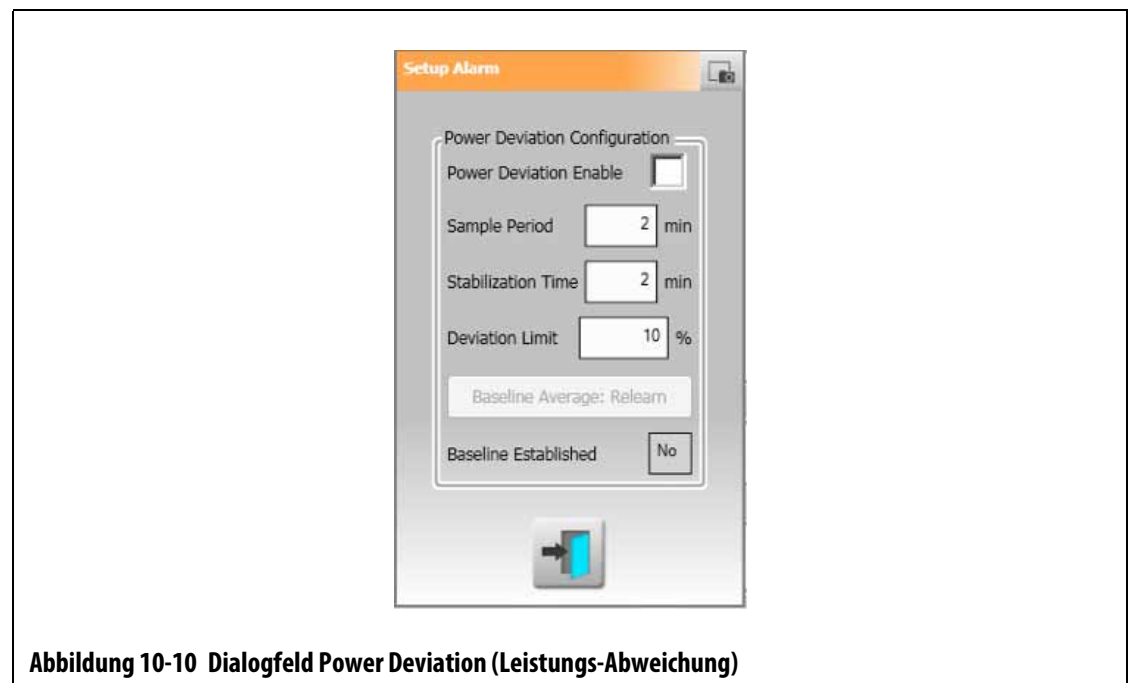 Setup Alarm
Power Deviation Configuration
Power Deviation Enable
Sample Period 2 min
Stabilization Time 2 min
Deviation Limit 10 %
Baseline Average: Relearn
Baseline Established No
Abbildung 10-10 Dialogfeld Power Deviation (Leistungs-Abweichung)